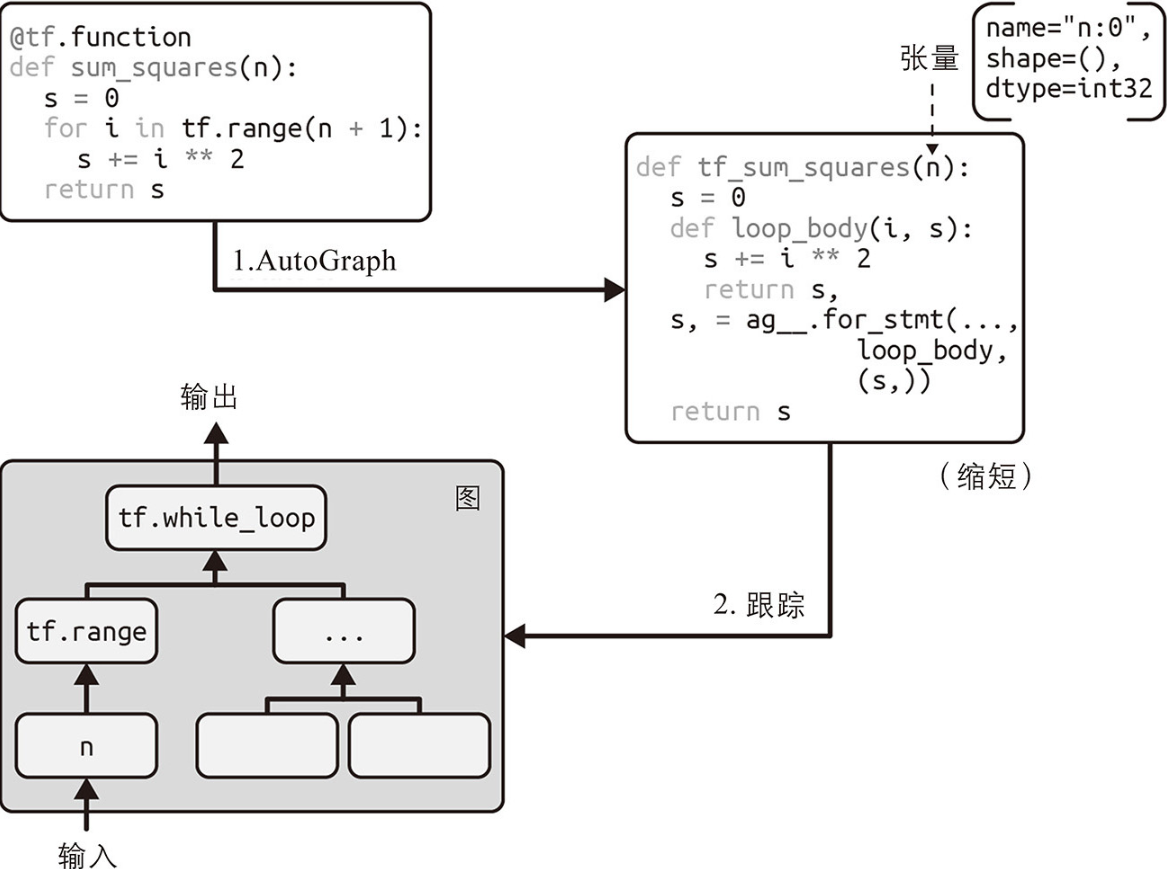 @tf.function
def sum_squares(n):
  s = 0
  for i in tf.range(n + 1):
    s += i ** 2
  return s
1.AutoGraph
张量
name="n:0",
shape=(),
dtype=int32
def tf_sum_squares(n):
  s = 0
  def loop_body(i, s):
    s += i ** 2
    return s,
  s, = ag__.for_stmt(...,
             loop_body,
             (s,))
  return s
（缩短）
2. 跟踪
输出
图
tf.while_loop
tf.range
...
n
输入